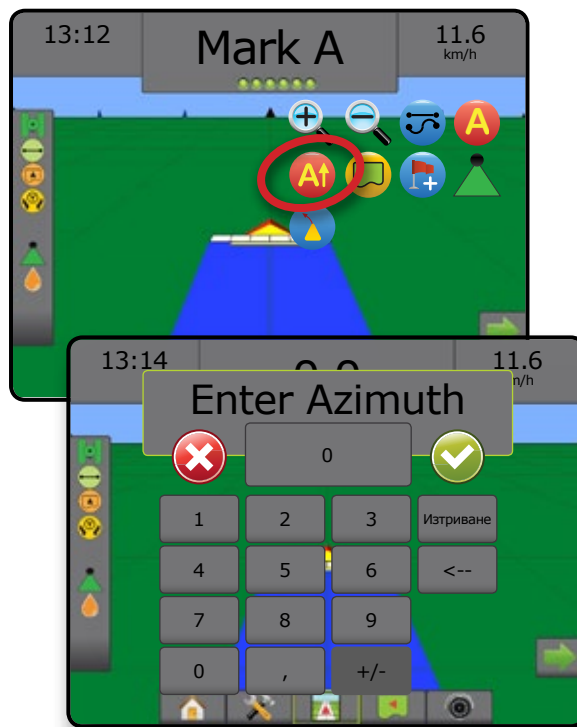 13:12
Mark A
11.6
km/h
A
A
13:14
11.6
Enter Azimuth
0
1 2 3 Изтриване
4 5 6 <--
7 8 9
0 , +/-